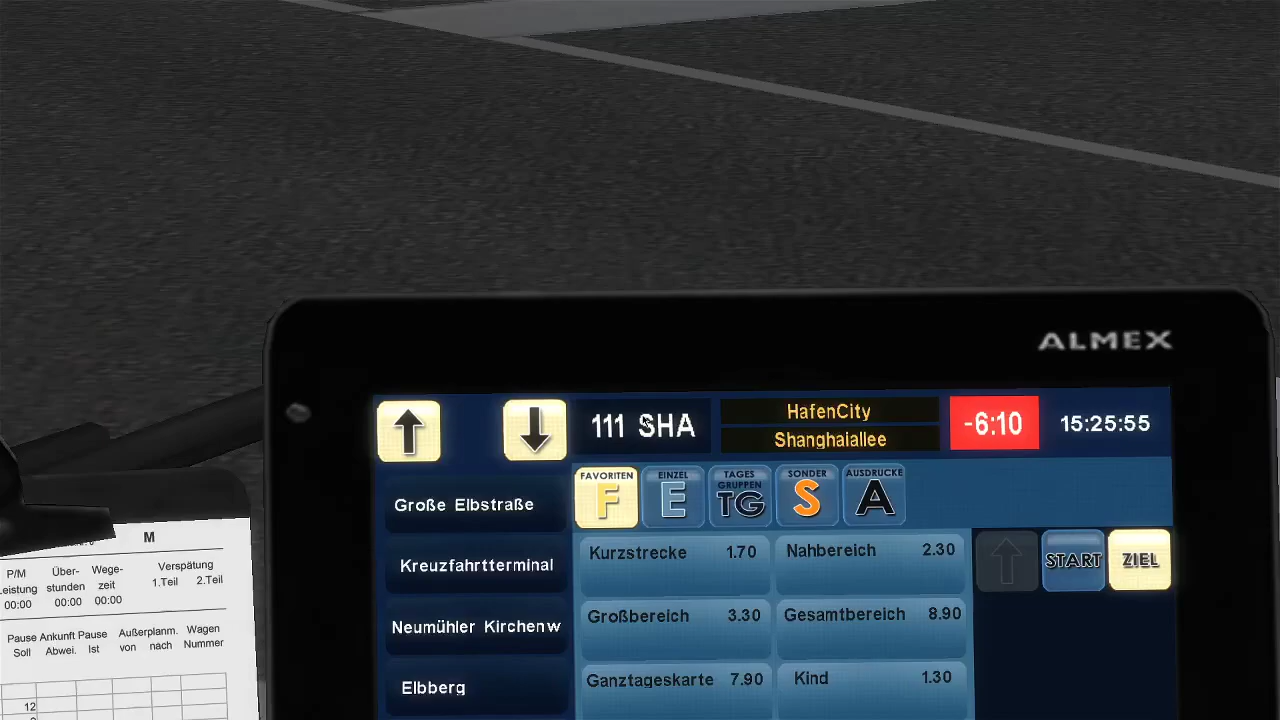 ALMEX
111 SHA
HafenCity
Shanghaiallee
-6:10
15:25:55
Große Elbstraße
Kreuzfahrtterminal
Neumühler Kirchenw
Elbberg
FAVORITEN
F
EINZEL
E
TAGES
GRUPPEN
TG
SONDER
S
AUSDRUCKE
A
Kurzstrecke 1.70
Nahbereich 2.30
Großbereich 3.30
Gesamtbereich 8.90
Ganztageskarte 7.90
Kind 1.30
START
ZIEL
M
P/M Über- Wege- Verspätung
leistung stunden zeit 1.Teil 2.Teil
00:00 00:00 00:00
Pause Ankunft Pause Außerplanm. Wagen
Soll Abwei. Ist von nach Nummer
12